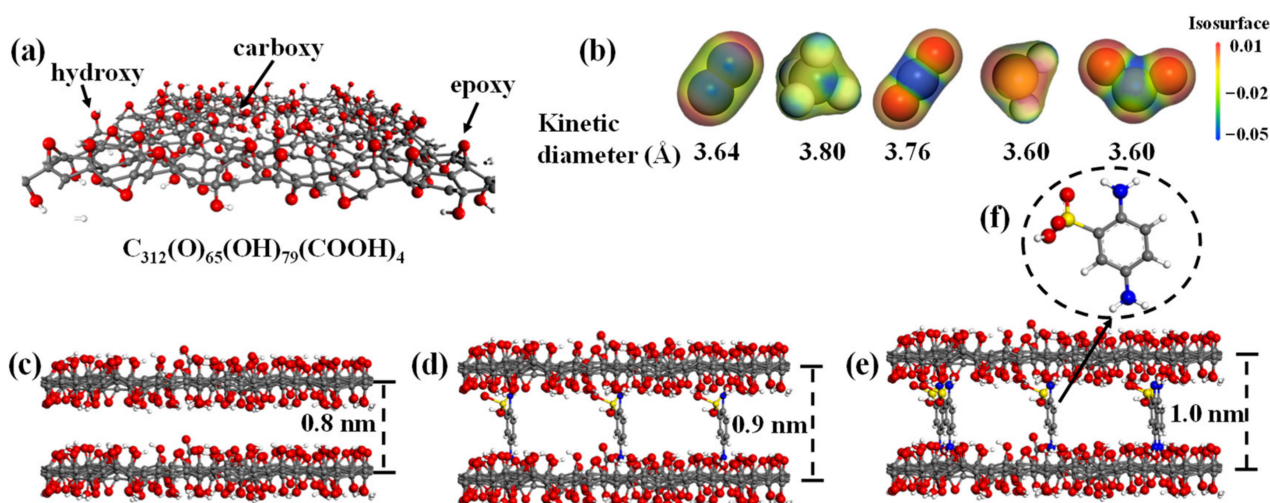 (a)
carboxy
hydroxy
epoxy
C₃₁₂(O)₆₅(OH)₇₉(COOH)₄
(b)
Isosurface
0.01
−0.02
−0.05
Kinetic
diameter (Å) 3.64 3.80 3.76 3.60 3.60
(f)
(c)
0.8 nm
(d)
0.9 nm
(e)
1.0 nm